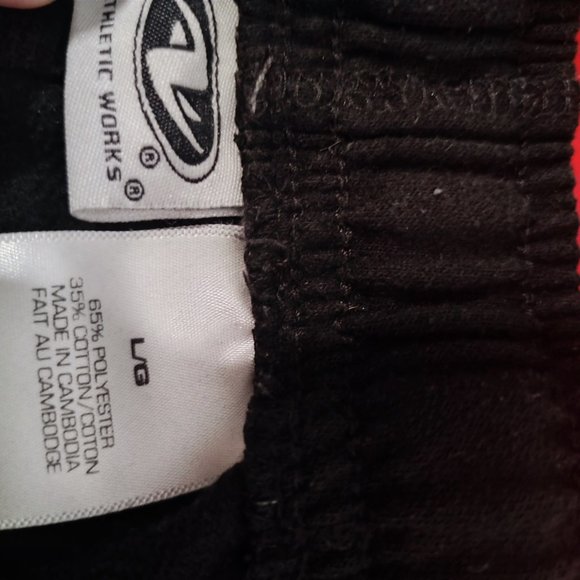 ATHLETIC WORKS ® ®
L/G
65% POLYESTER
35% COTTON/COTON
MADE IN CAMBODIA
FAIT AU CAMBODGE